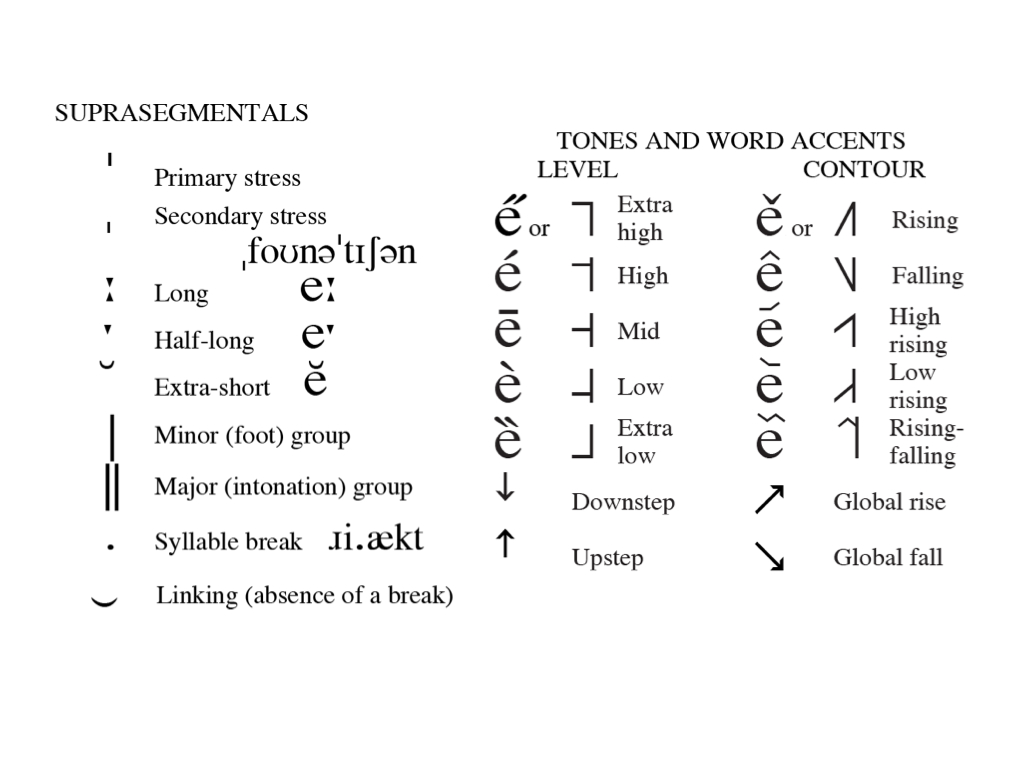 SUPRASEGMENTALS
ˈ Primary stress
ˌ Secondary stress
ˌfoʊnəˈtɪʃən
ː Long eː
ˑ Half-long eˑ
̆ Extra-short ĕ
| Minor (foot) group
‖ Major (intonation) group
. Syllable break ɹi.ækt
‿ Linking (absence of a break)
TONES AND WORD ACCENTS
LEVEL CONTOUR
e̋ or ˥ Extra
high
é ˦ High
ē ˧ Mid
è ˨ Low
ȅ ˩ Extra
low
↓ Downstep
↑ Upstep
ě or ˩˥ Rising
ê ˥˩ Falling
e᷄ ˧˥ High
rising
e᷅ ˩˧ Low
rising
e᷈ ˧˥˧ Rising-
falling
↗ Global rise
↘ Global fall